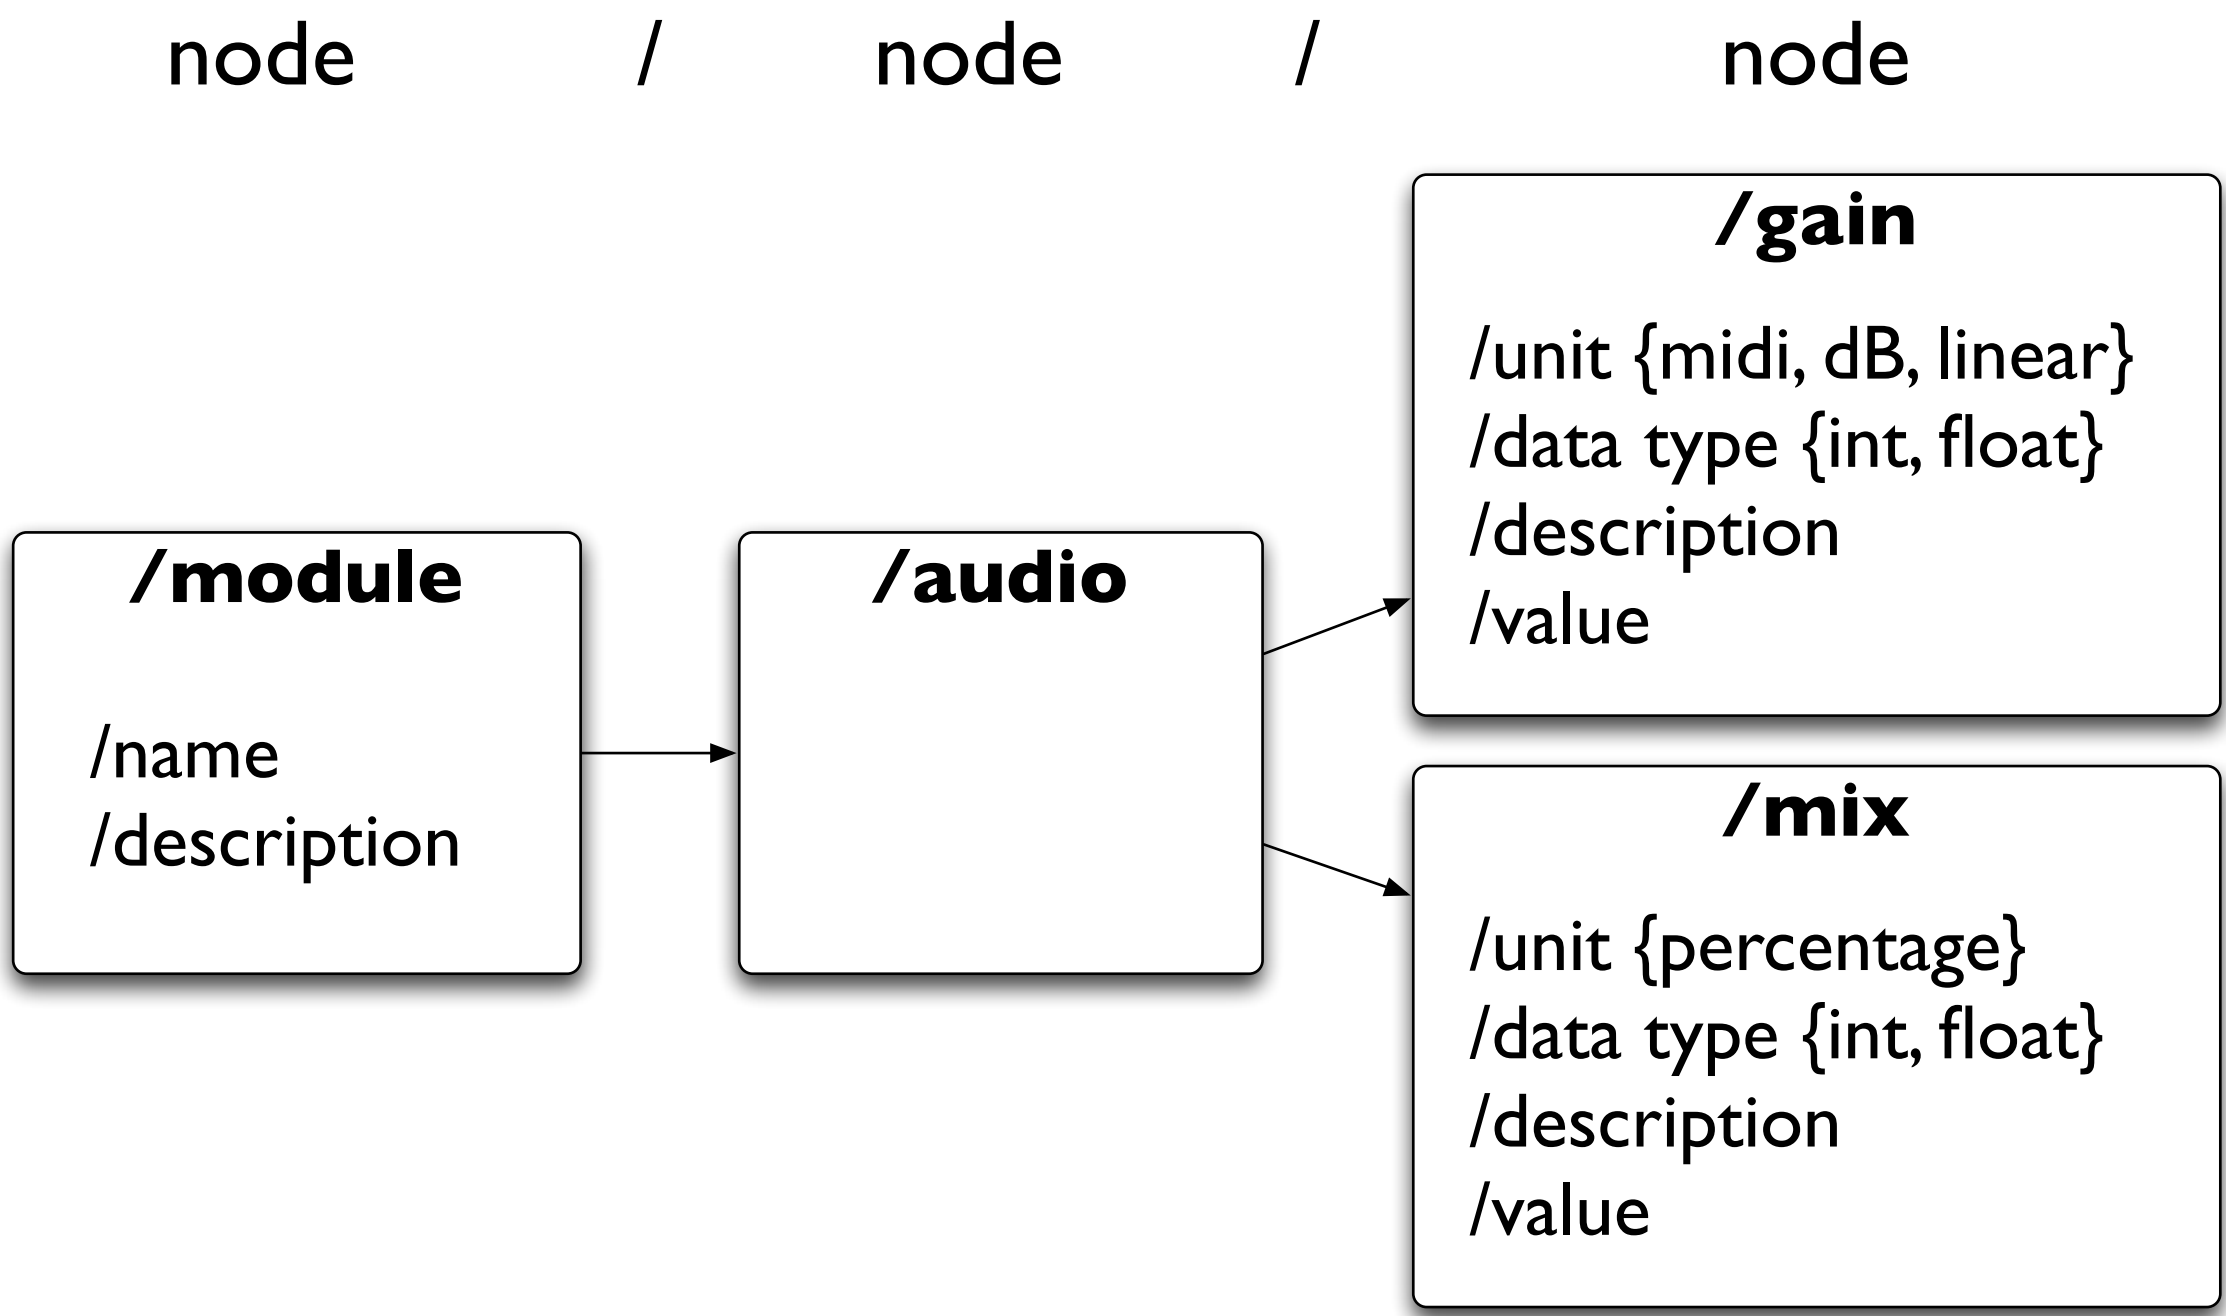 node / node / node
/gain
/unit {midi, dB, linear}
/data type {int, float}
/description
/value
/module
/name
/description
/audio
/mix
/unit {percentage}
/data type {int, float}
/description
/value